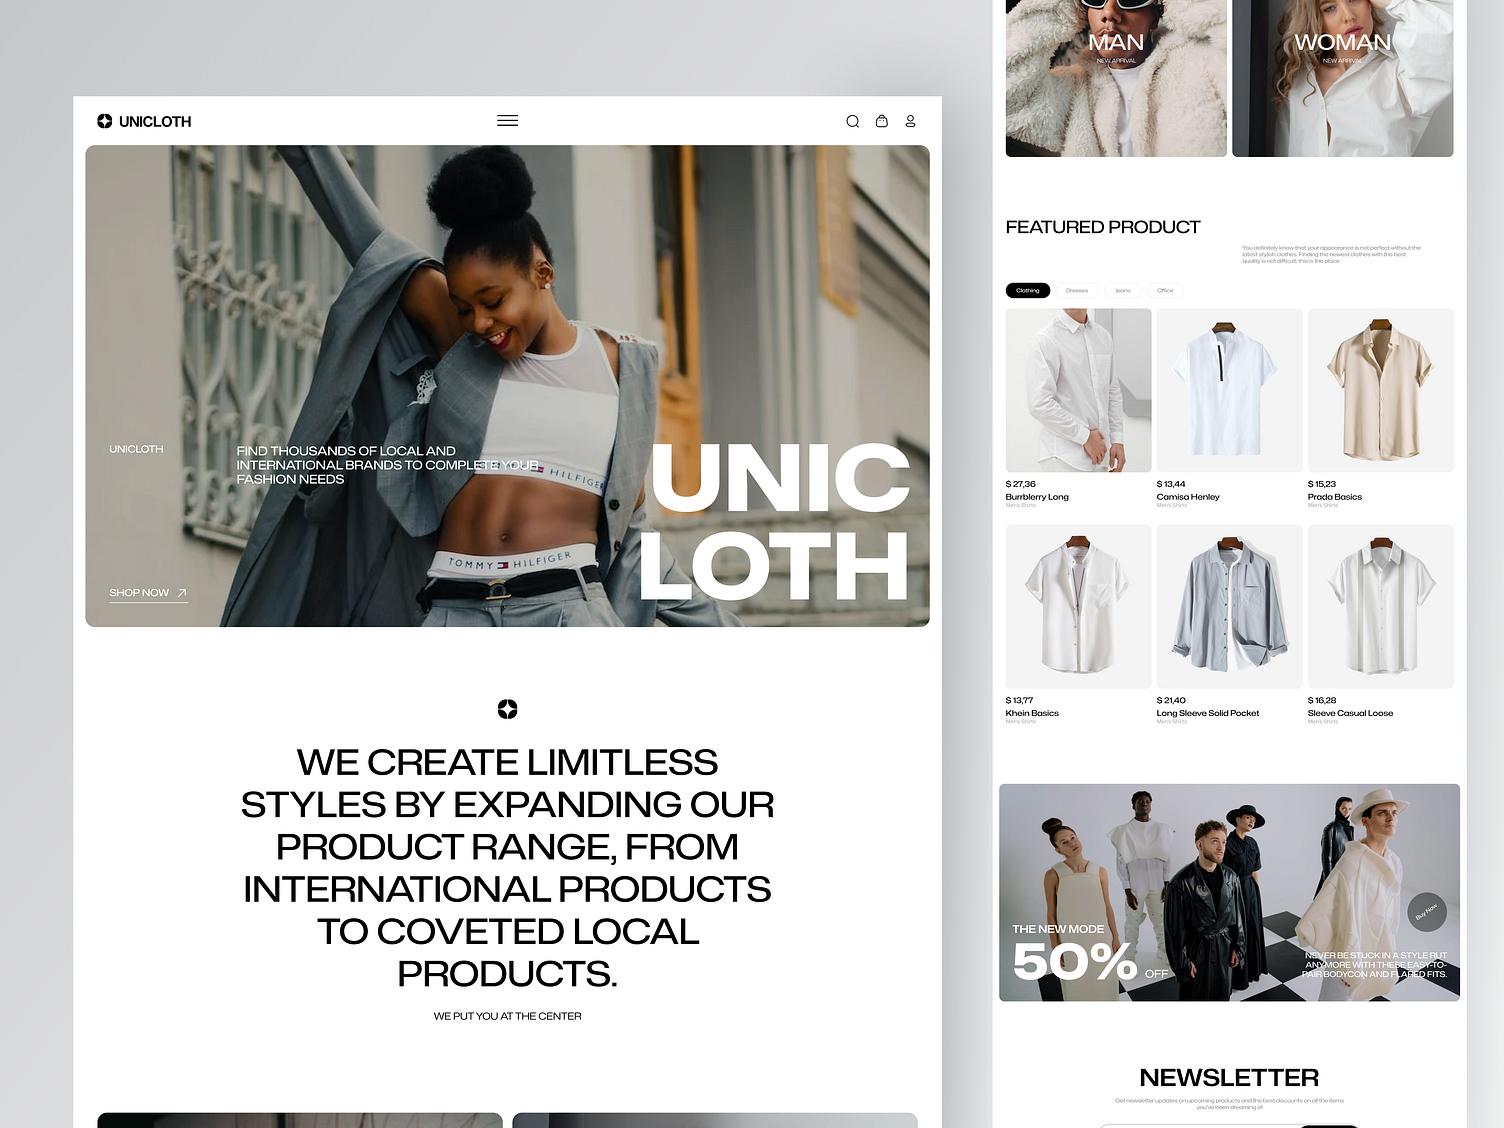 UNICLOTH
UNICLOTH
FIND THOUSANDS OF LOCAL AND
INTERNATIONAL BRANDS TO COMPLETE YOUR
FASHION NEEDS
HILFIGER
TOMMY HILFIGER
UNIC
LOTH
SHOP NOW
WE CREATE LIMITLESS
STYLES BY EXPANDING OUR
PRODUCT RANGE, FROM
INTERNATIONAL PRODUCTS
TO COVETED LOCAL
PRODUCTS.
WE PUT YOU AT THE CENTER
MAN
NEW ARRIVAL
WOMAN
NEW ARRIVAL
FEATURED PRODUCT
You definitely know that your appearance is not perfect without the
latest stylish clothes. Finding the newest clothes with the best
quality is not difficult, this is the place.
Clothing
Dresses
Jeans
Office
$ 27,36
Burrblerry Long
Men's Shirts
$ 13,44
Camisa Henley
Men's Shirts
$ 15,23
Prada Basics
Men's Shirts
$ 13,77
Khein Basics
Men's Shirts
$ 21,40
Long Sleeve Solid Pocket
Men's Shirts
$ 16,28
Sleeve Casual Loose
Men's Shirts
THE NEW MODE
50% OFF
Buy Now
NEVER BE STUCK IN A STYLE RUT
ANYMORE WITH THESE EASY-TO-
PAIR BODYCON AND FLARED FITS.
NEWSLETTER
Get newsletter updates on upcoming products and the best discounts on all the items
you've been dreaming of